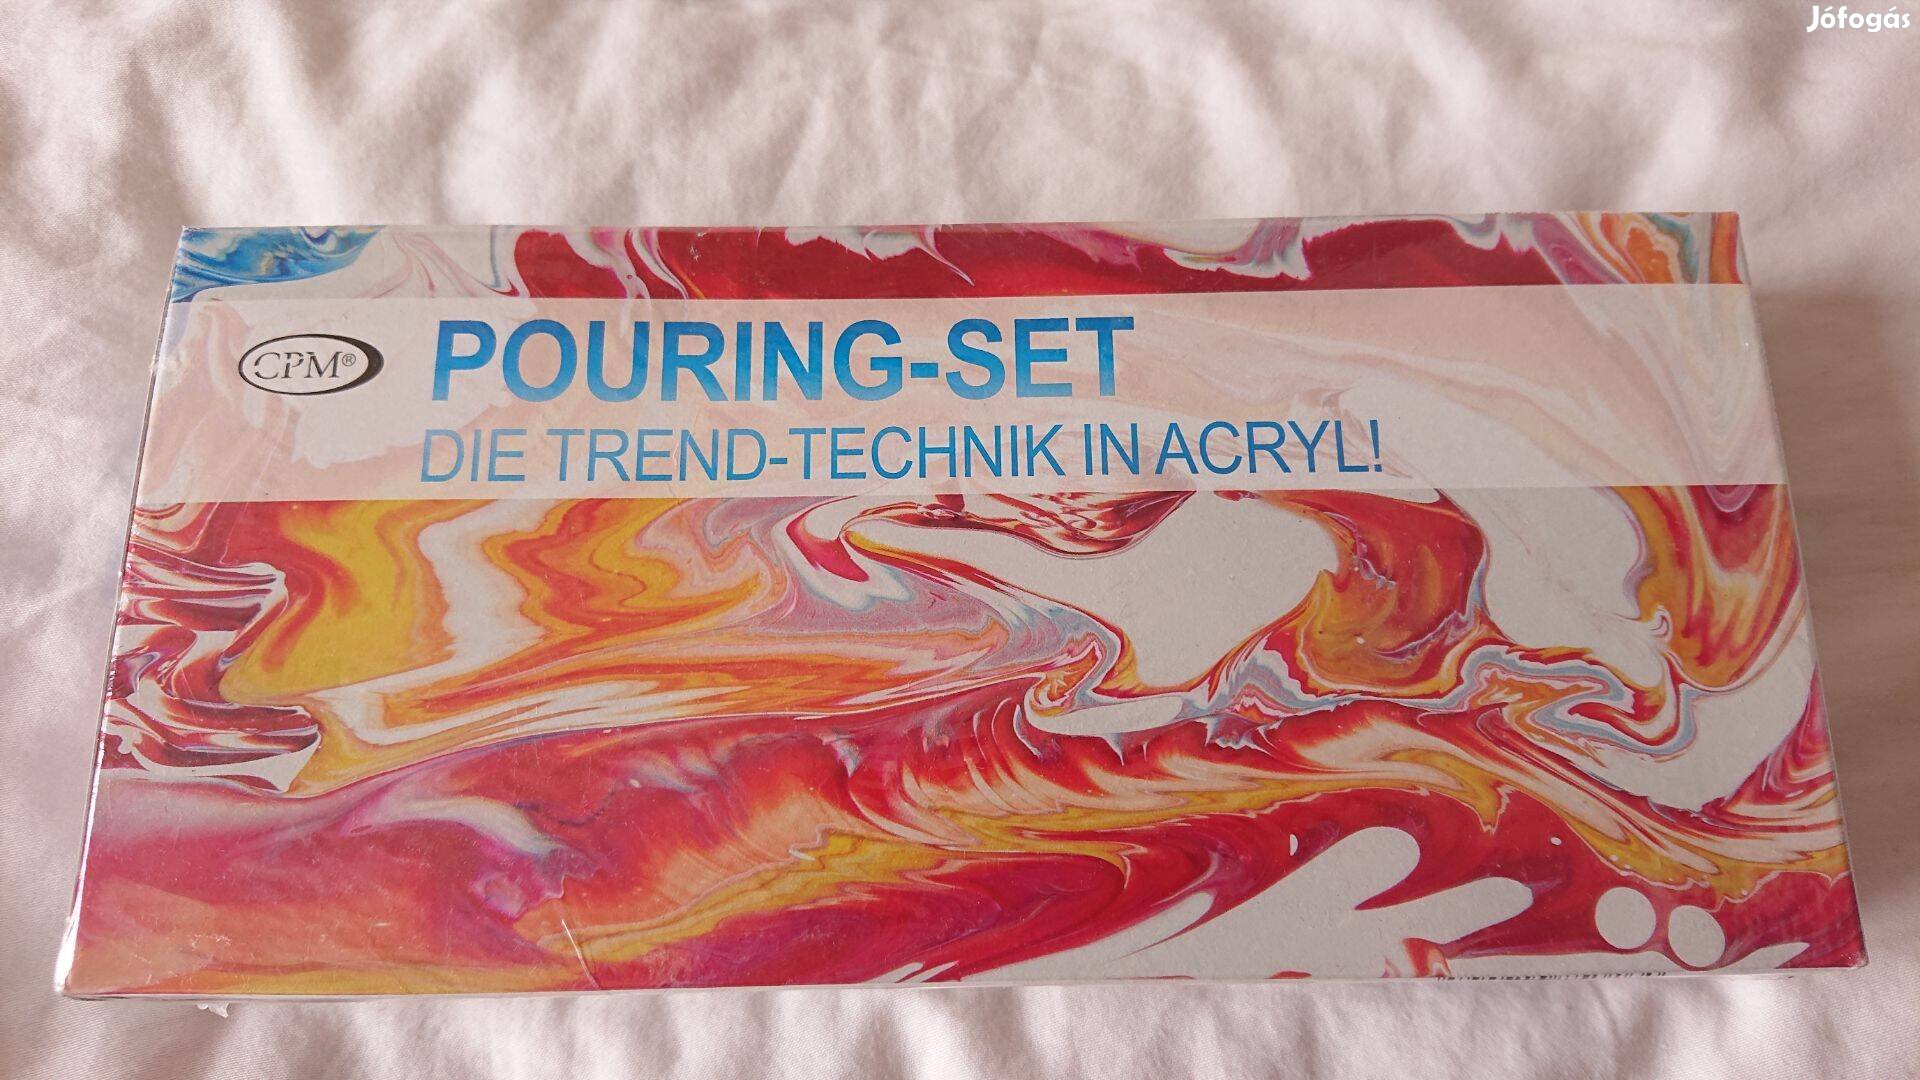 Jófogás
CPM®
POURING-SET
DIE TREND-TECHNIK IN ACRYL!